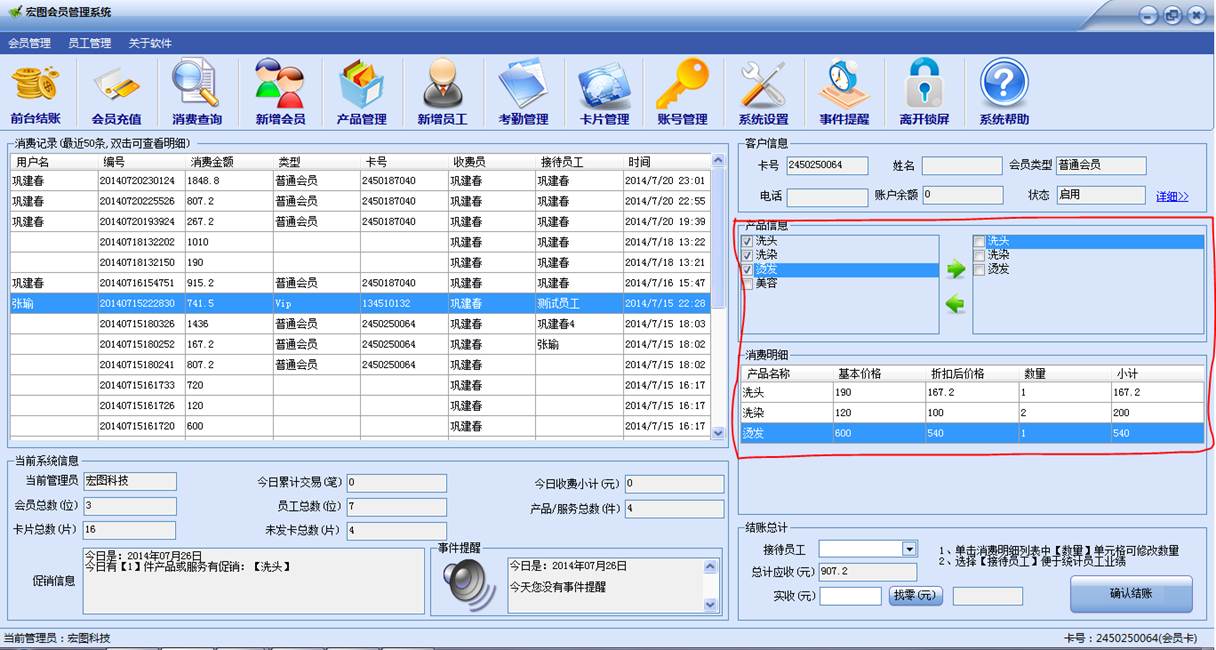 宏图会员管理系统
会员管理 员工管理 关于软件
前台结账 会员充值 消费查询 新增会员 产品管理 新增员工 考勤管理 卡片管理 账号管理 系统设置 事件提醒 离开锁屏 系统帮助
消费记录(最近50条,双击可查看明细)
用户名 编号 消费金额 类型 卡号 收费员 接待员工 时间
巩建春 20140720230124 1848.8 普通会员 2450187040 巩建春 巩建春 2014/7/20 23:01
巩建春 20140720225526 807.2 普通会员 2450187040 巩建春 巩建春 2014/7/20 22:55
巩建春 20140720193924 267.2 普通会员 2450187040 巩建春 巩建春 2014/7/20 19:39
20140718132202 1010 巩建春 巩建春 2014/7/18 13:22
20140718132150 190 巩建春 巩建春 2014/7/18 13:21
巩建春 20140716154751 915.2 普通会员 2450187040 巩建春 巩建春 2014/7/16 15:47
张瑜 20140715222830 741.5 Vip 134510132 巩建春 测试员工 2014/7/15 22:28
20140715180326 1436 普通会员 2450250064 巩建春 巩建春4 2014/7/15 18:03
20140715180252 167.2 普通会员 2450250064 巩建春 张瑜 2014/7/15 18:02
20140715180241 807.2 普通会员 2450250064 巩建春 2014/7/15 18:02
20140715161733 720 巩建春 2014/7/15 16:17
20140715161726 120 巩建春 2014/7/15 16:17
20140715161720 600 巩建春 2014/7/15 16:17
客户信息
卡号 2450250064 姓名 会员类型 普通会员
电话 账户余额 0 状态 启用 详细>>
产品信息
洗头 洗头
洗染 洗染
烫发 烫发
美容
消费明细
产品名称 基本价格 折扣后价格 数量 小计
洗头 190 167.2 1 167.2
洗染 120 100 2 200
烫发 600 540 1 540
当前系统信息
当前管理员 宏图科技 今日累计交易(笔) 0 今日收费小计(元) 0
会员总数(位) 3 员工总数(位) 7 产品/服务总数(件) 4
卡片总数(片) 16 未发卡总数(片) 4
促销信息
今日是: 2014年07月26日
今日有【1】件产品或服务有促销: 【洗头】
事件提醒
今日是: 2014年07月26日
今天您没有事件提醒
结账总计
接待员工
总计应收(元) 907.2
实收(元) 找零(元)
1、单击消费明细列表中【数量】单元格可修改数量
2、选择【接待员工】便于统计员工业绩
确认结账
当前管理员：宏图科技 卡号：2450250064(会员卡)